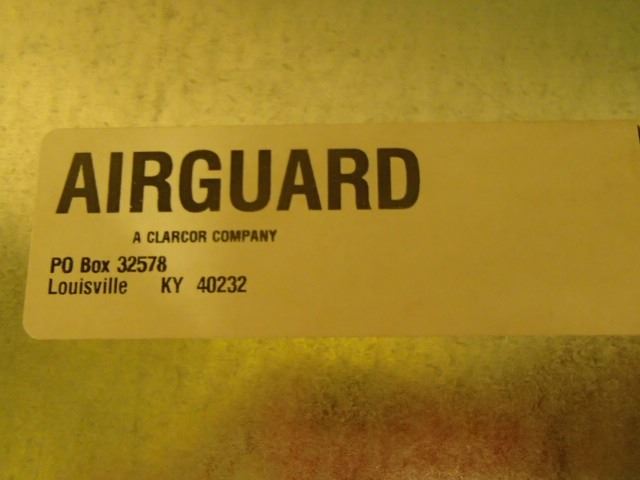 AIRGUARD
A CLARCOR COMPANY
PO Box 32578
Louisville KY 40232